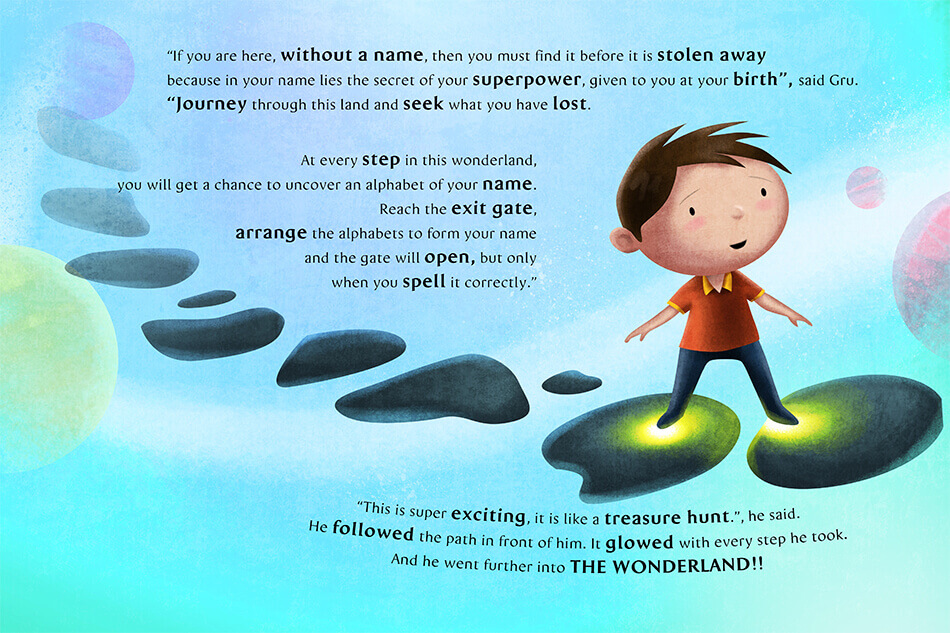 “If you are here, without a name, then you must find it before it is stolen away
because in your name lies the secret of your superpower, given to you at your birth”, said Gru.
“Journey through this land and seek what you have lost.
At every step in this wonderland,
you will get a chance to uncover an alphabet of your name.
Reach the exit gate,
arrange the alphabets to form your name
and the gate will open, but only
when you spell it correctly.”
“This is super exciting, it is like a treasure hunt.”, he said.
He followed the path in front of him. It glowed with every step he took.
And he went further into THE WONDERLAND!!